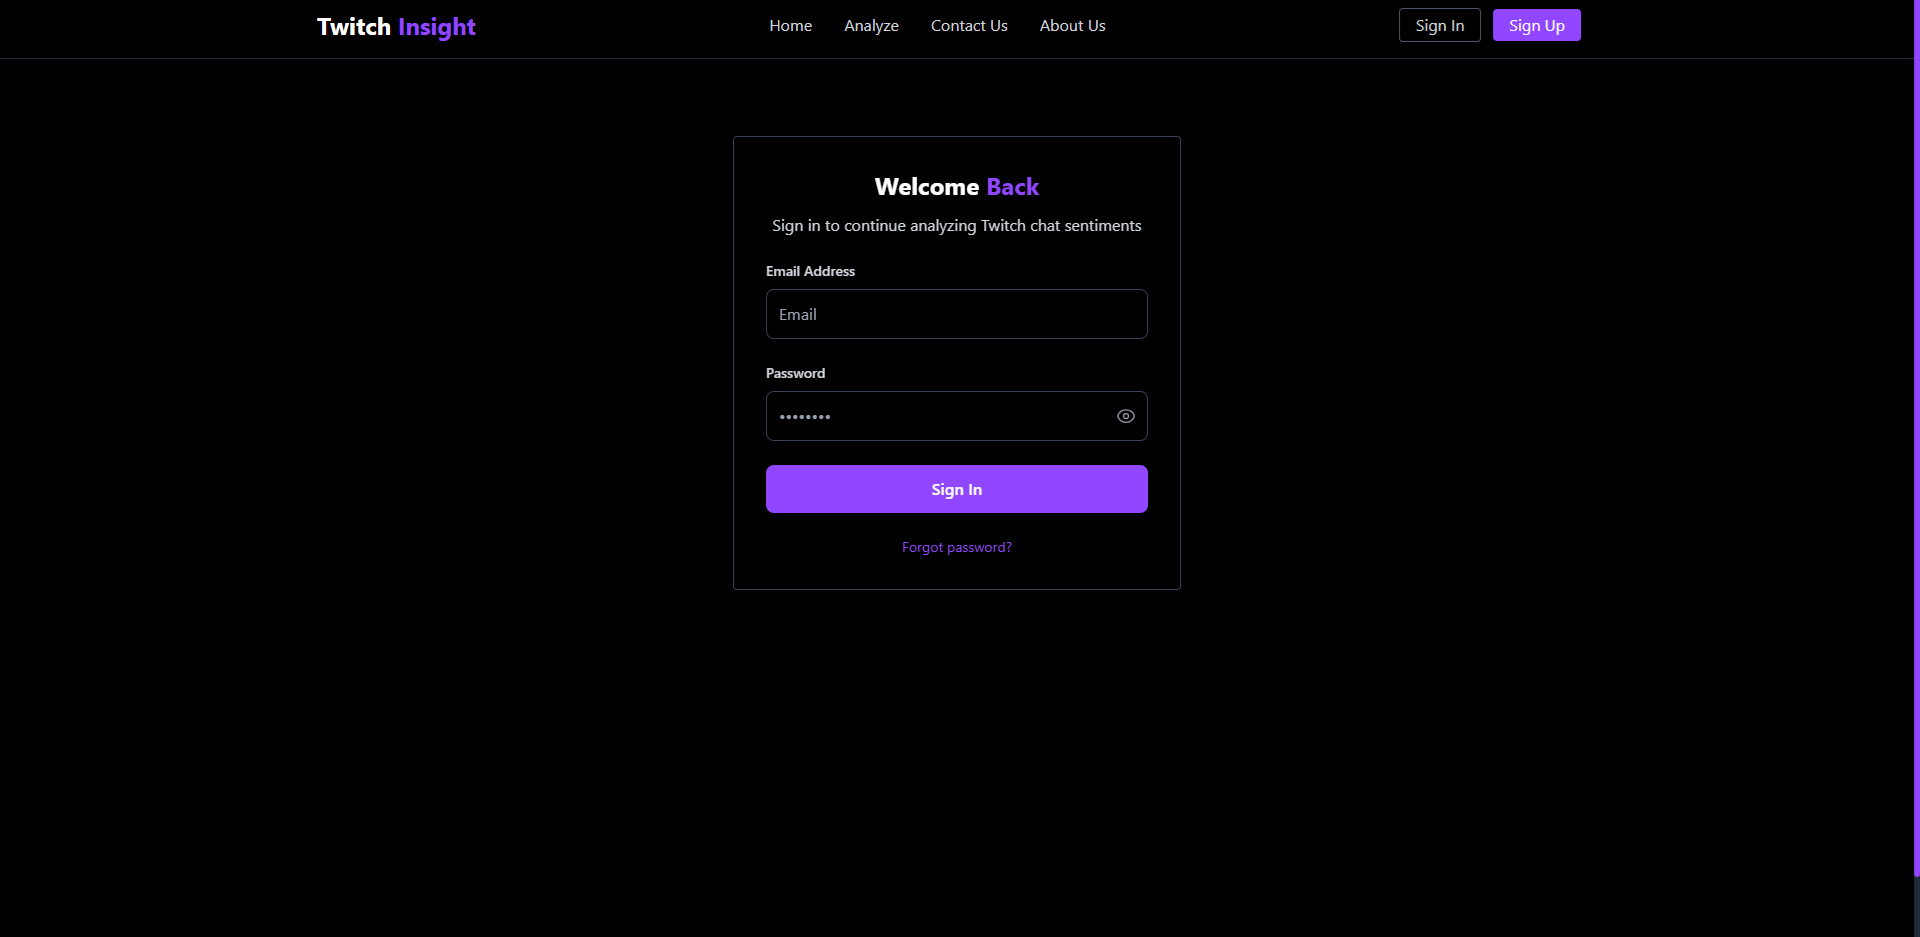 Twitch Insight
Home Analyze Contact Us About Us
Sign In Sign Up
Welcome Back
Sign in to continue analyzing Twitch chat sentiments
Email Address
Email
Password
••••••••
Sign In
Forgot password?